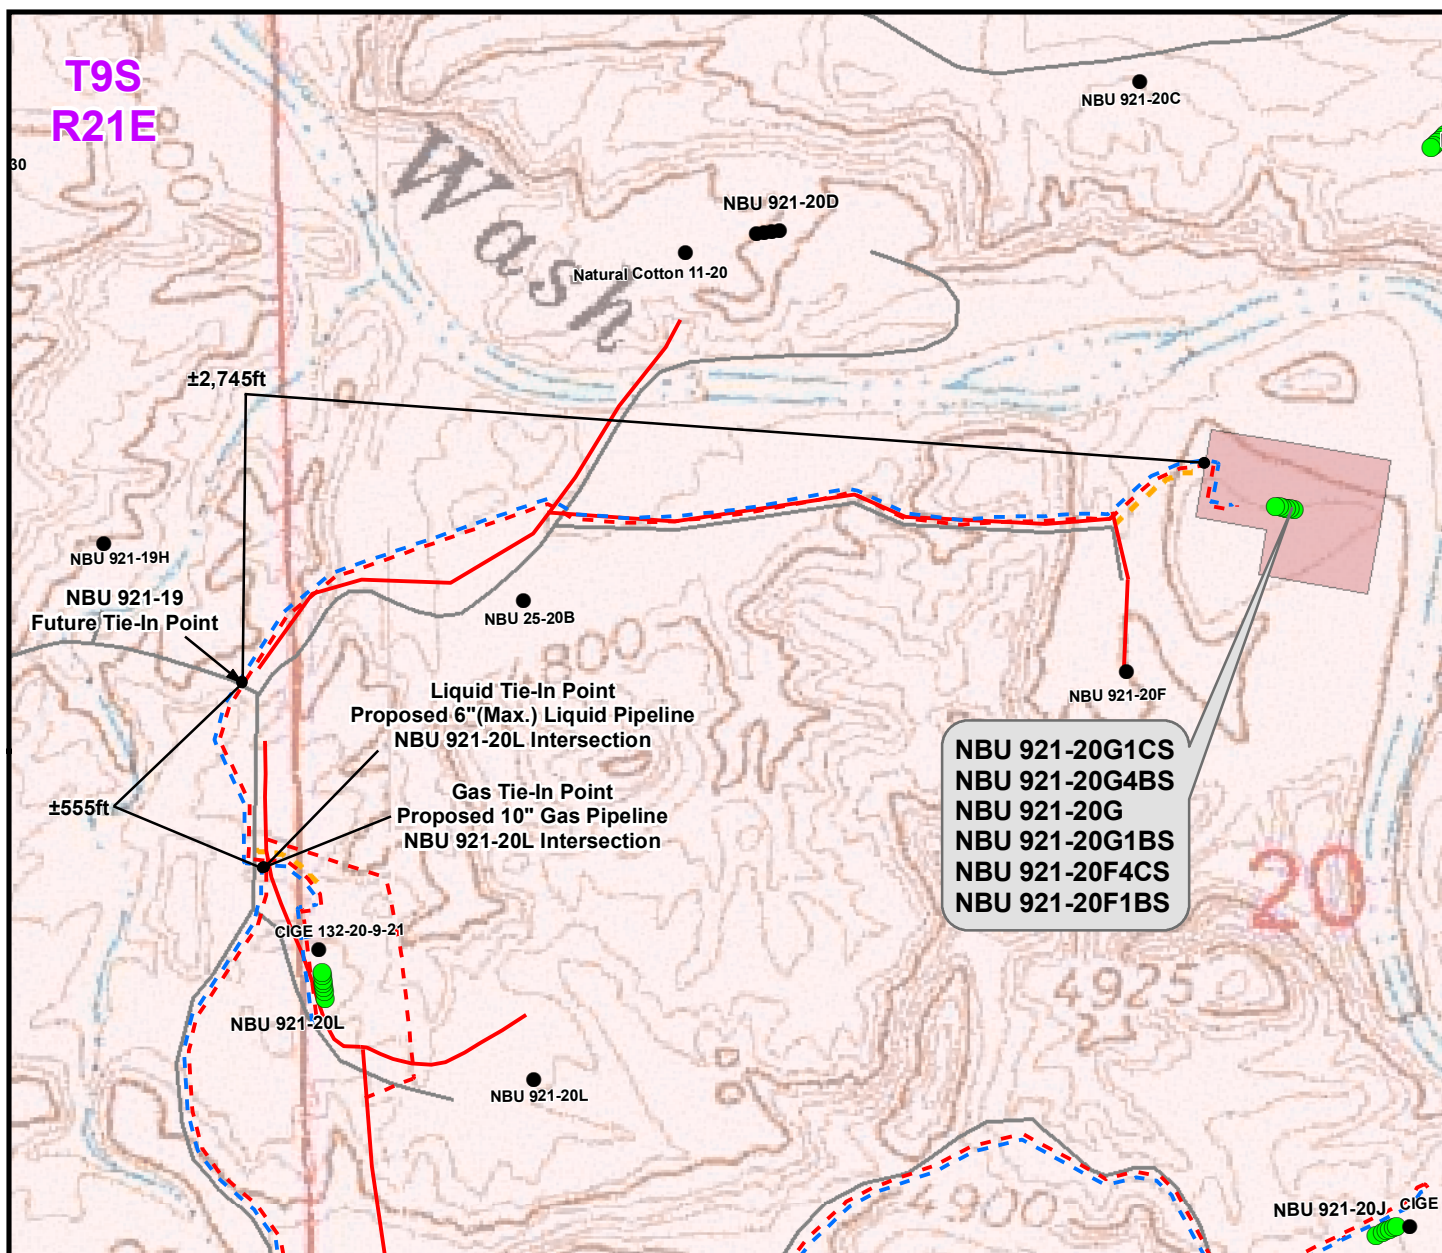 T9S
R21E
30
NBU 921-20C
Wash
NBU 921-20D
Natural Cotton 11-20
±2,745ft
NBU 921-19H
NBU 921-19
Future Tie-In Point
NBU 25-20B
4800
Liquid Tie-In Point
Proposed 6"(Max.) Liquid Pipeline
NBU 921-20L Intersection
NBU 921-20F
±555ft
Gas Tie-In Point
Proposed 10" Gas Pipeline
NBU 921-20L Intersection
NBU 921-20G1CS
NBU 921-20G4BS
NBU 921-20G
NBU 921-20G1BS
NBU 921-20F4CS
NBU 921-20F1BS
20
CIGE 132-20-9-21
4925
NBU 921-20L
NBU 921-20L
4800
NBU 921-20J
CIGE